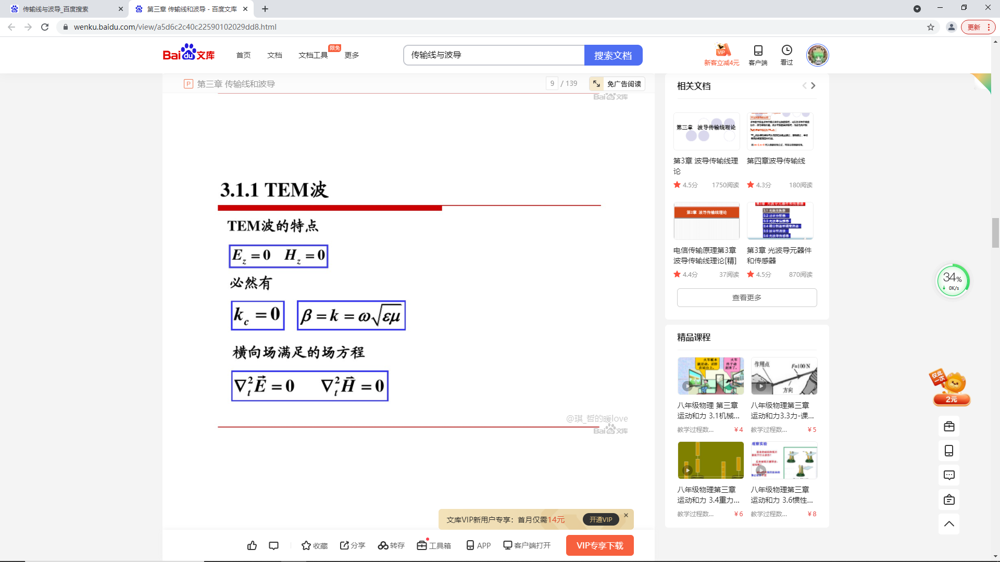 传输线与波导_百度搜索
第三章 传输线和波导 - 百度文库
wenku.baidu.com/view/a5d6c2c40c22590102029dd8.html
更新
Bai du 文库
首页
文档
文档工具
限免
更多
传输线与波导
搜索文档
VIP
新客立减4元
客户端
看过
P 第三章 传输线和波导
9 / 139
免广告阅读
Bai du 文库
3.1.1 TEM波
TEM波的特点
E_z = 0 H_z = 0
必然有
k_c = 0 β = k = ω√εμ
横向场满足的场方程
∇_t^2 E⃗ = 0 ∇_t^2 H⃗ = 0
@琪_哲的暖love
Bai du 文库
相关文档
第三章 波导传输线理论
第3章 波导传输线理
论
4.5分 1750阅读
第四章波导传输线
4.3分 180阅读
第3章 波导传输线理论
电信传输原理第3章
波导传输线理论[精]
4.4分 37阅读
第3章 光波导元器件
和传感器
4.5分 870阅读
查看更多
精品课程
八年级物理 第三章
运动和力 3.1机械...
教学过程数... ¥4
作用点
F=100 N
方向
八年级物理第三章
运动和力3.3力-课...
教学过程数... ¥5
八年级物理第三章
运动和力 3.4重力...
教学过程数... ¥6
观察实验
八年级物理第三章
运动和力 3.6惯性...
教学过程数... ¥8
34%
0K/s
仅此一次
2元
文库VIP新用户专享：首月仅需14元
开通VIP
收藏
分享
转存
工具箱
APP
客户端打开
VIP专享下载